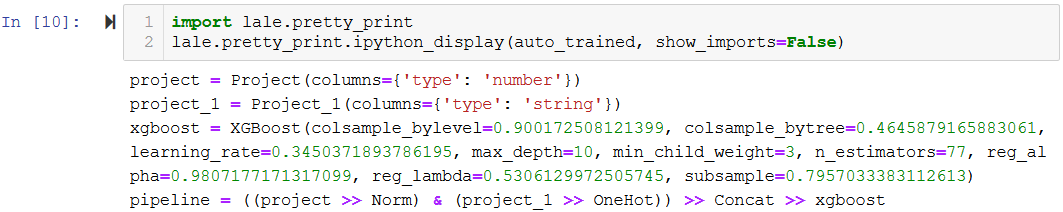 In [10]:
1 import lale.pretty_print
2 lale.pretty_print.ipython_display(auto_trained, show_imports=False)
project = Project(columns={'type': 'number'})
project_1 = Project_1(columns={'type': 'string'})
xgboost = XGBoost(colsample_bylevel=0.900172508121399, colsample_bytree=0.4645879165883061,
learning_rate=0.3450371893786195, max_depth=10, min_child_weight=3, n_estimators=77, reg_al
pha=0.9807177171317099, reg_lambda=0.5306129972505745, subsample=0.7957033383112613)
pipeline = ((project >> Norm) & (project_1 >> OneHot)) >> Concat >> xgboost